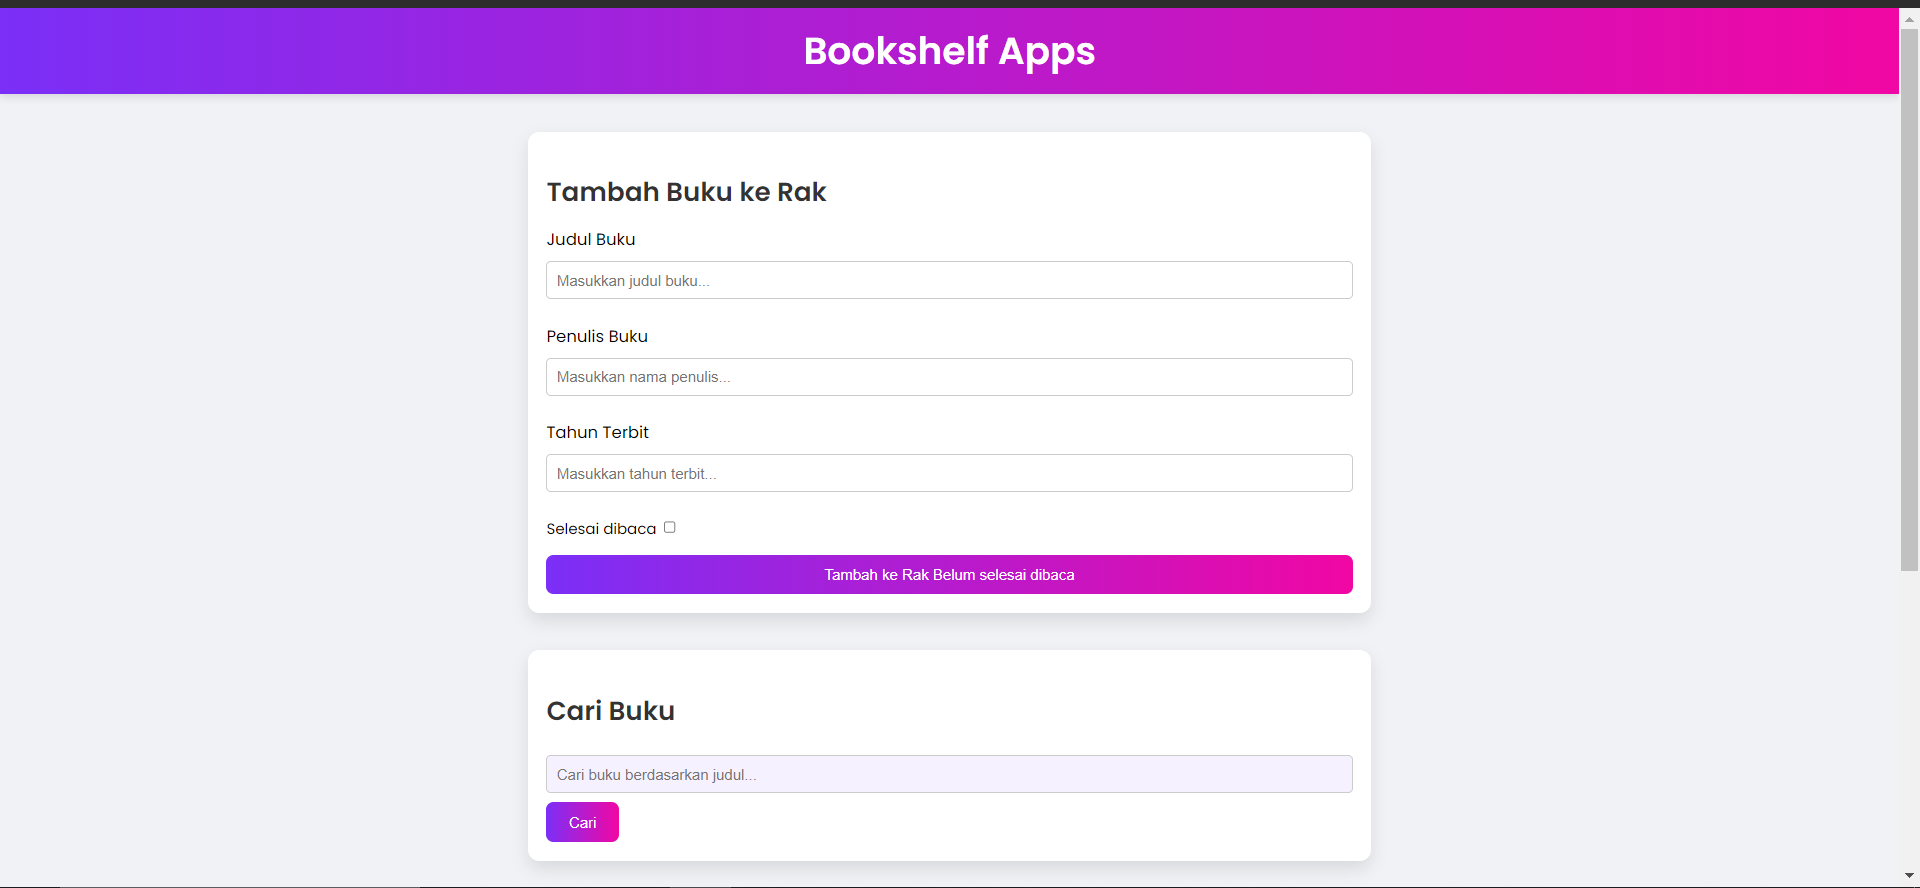 Bookshelf Apps
Tambah Buku ke Rak
Judul Buku
Masukkan judul buku...
Penulis Buku
Masukkan nama penulis...
Tahun Terbit
Masukkan tahun terbit...
Selesai dibaca
Tambah ke Rak Belum selesai dibaca
Cari Buku
Cari buku berdasarkan judul...
Cari